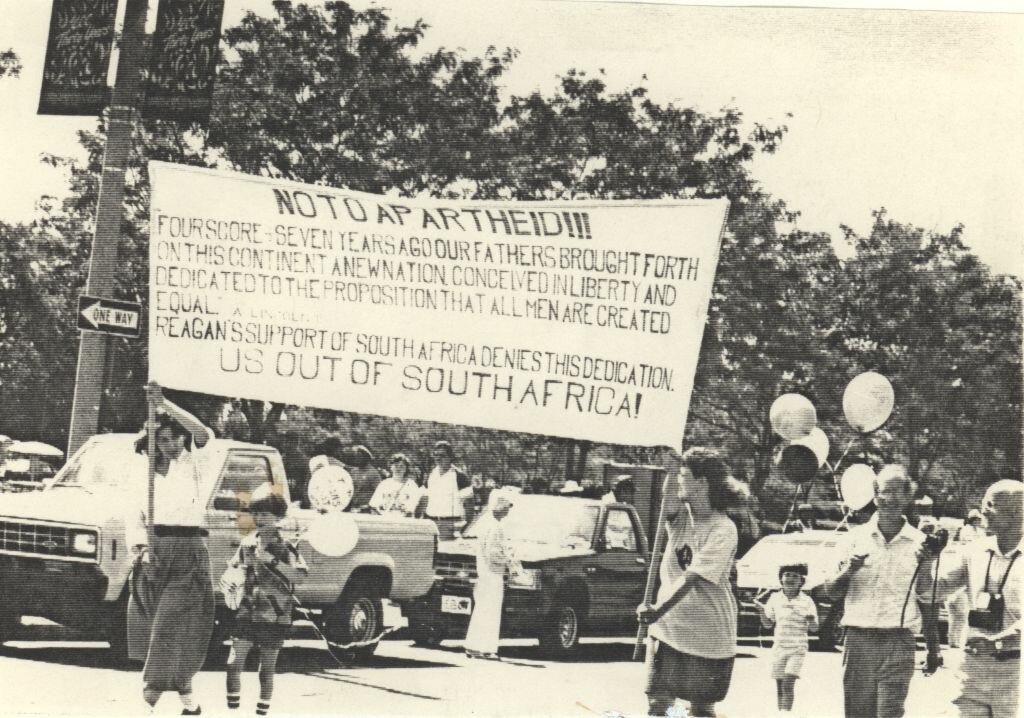 NO TO APARTHEID!!!
FOUR SCORE + SEVEN YEARS AGO OUR FATHERS BROUGHT FORTH
ON THIS CONTINENT A NEW NATION, CONCEIVED IN LIBERTY AND
DEDICATED TO THE PROPOSITION THAT ALL MEN ARE CREATED
EQUAL. A. LINCOLN
REAGAN'S SUPPORT OF SOUTH AFRICA DENIES THIS DEDICATION.
US OUT OF SOUTH AFRICA!
ONE WAY